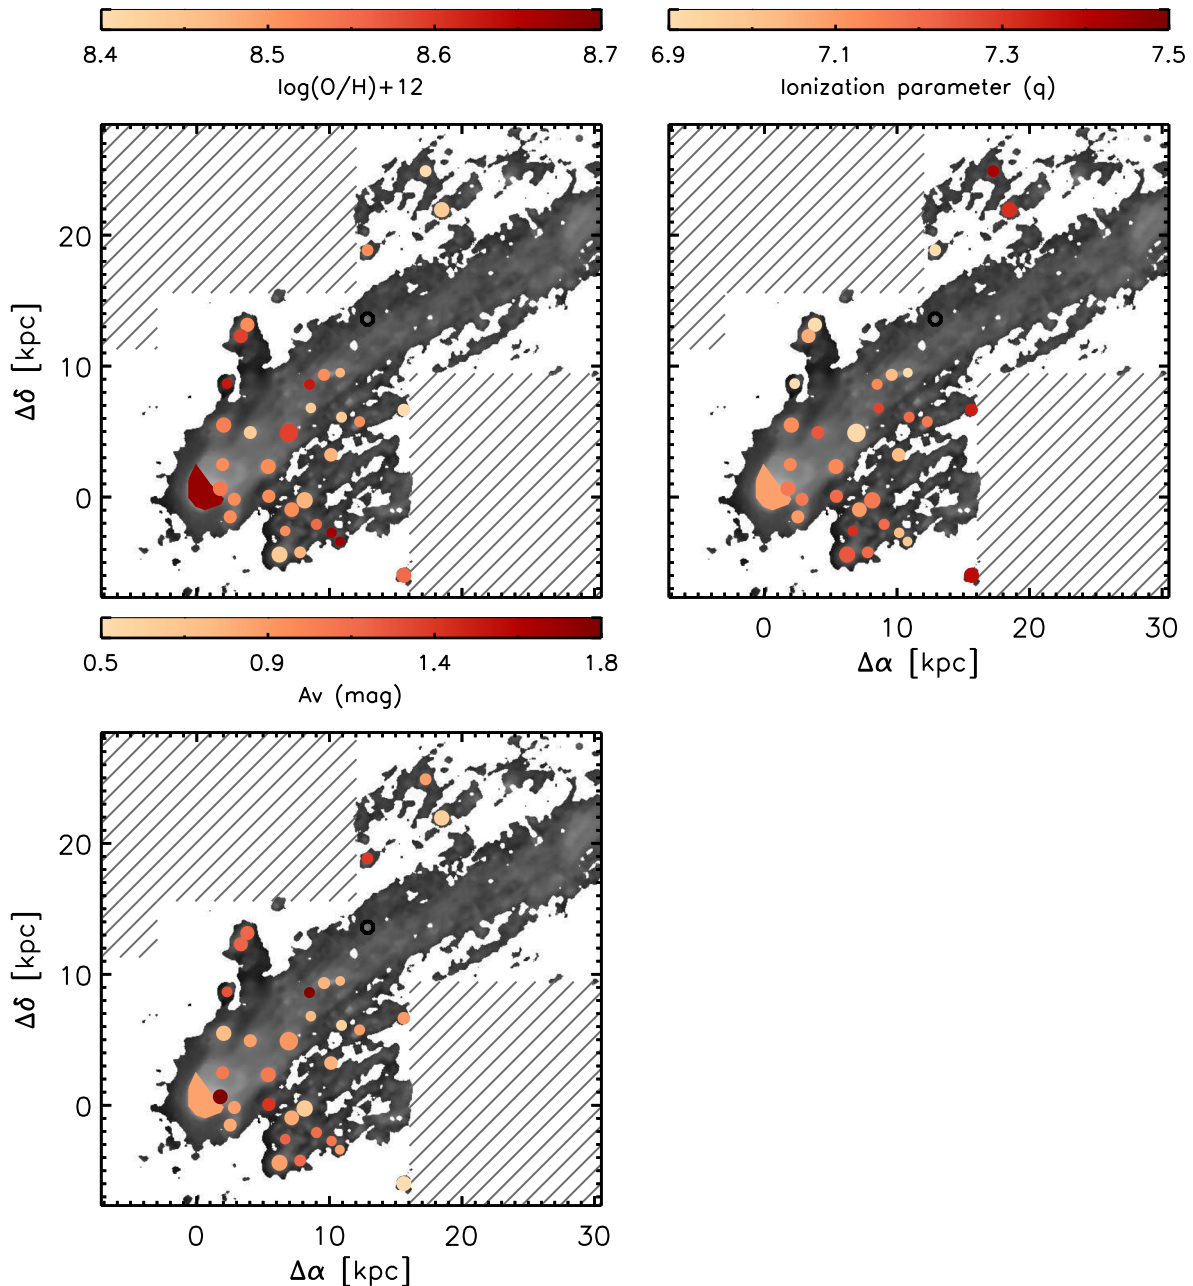 8.4 8.5 8.6 8.7
log(O/H)+12
6.9 7.1 7.3 7.5
Ionization parameter (q)
20
10
0
Δδ [kpc]
0 10 20 30
Δα [kpc]
0.5 0.9 1.4 1.8
Av (mag)
20
10
0
Δδ [kpc]
0 10 20 30
Δα [kpc]